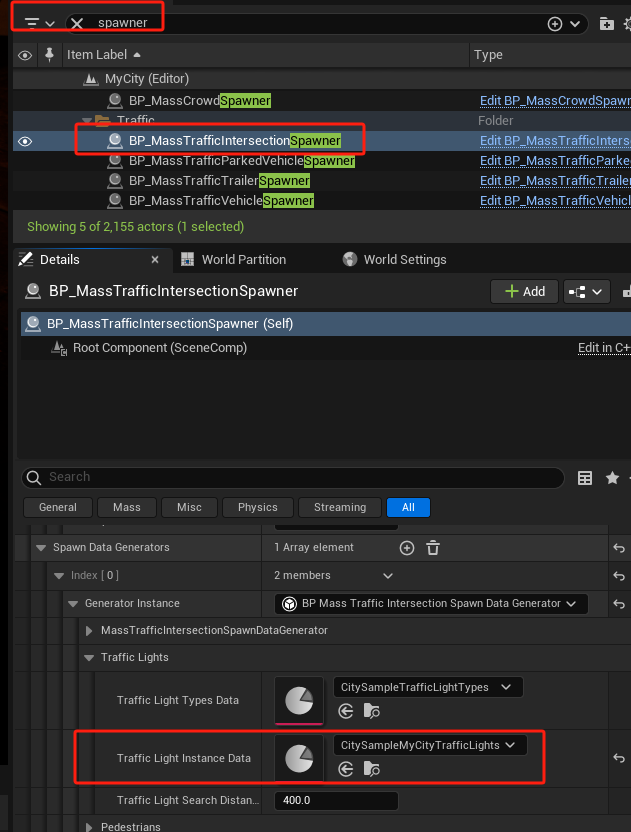 spawner
Item Label Type
MyCity (Editor)
BP_MassCrowdSpawner Edit BP_MassCrowdSpawn
Traffic Folder
BP_MassTrafficIntersectionSpawner Edit BP_MassTrafficInters
BP_MassTrafficParkedVehicleSpawner Edit BP_MassTrafficParke
BP_MassTrafficTrailerSpawner Edit BP_MassTrafficTrailer
BP_MassTrafficVehicleSpawner Edit BP_MassTrafficVehicl
Showing 5 of 2,155 actors (1 selected)
Details World Partition World Settings
BP_MassTrafficIntersectionSpawner Add
BP_MassTrafficIntersectionSpawner (Self)
Root Component (SceneComp) Edit in C+
Search
General Mass Misc Physics Streaming All
Spawn Data Generators 1 Array element
Index [ 0 ] 2 members
Generator Instance BP Mass Traffic Intersection Spawn Data Generator
MassTrafficIntersectionSpawnDataGenerator
Traffic Lights
Traffic Light Types Data CitySampleTrafficLightTypes
Traffic Light Instance Data CitySampleMyCityTrafficLights
Traffic Light Search Distan... 400.0
Pedestrians